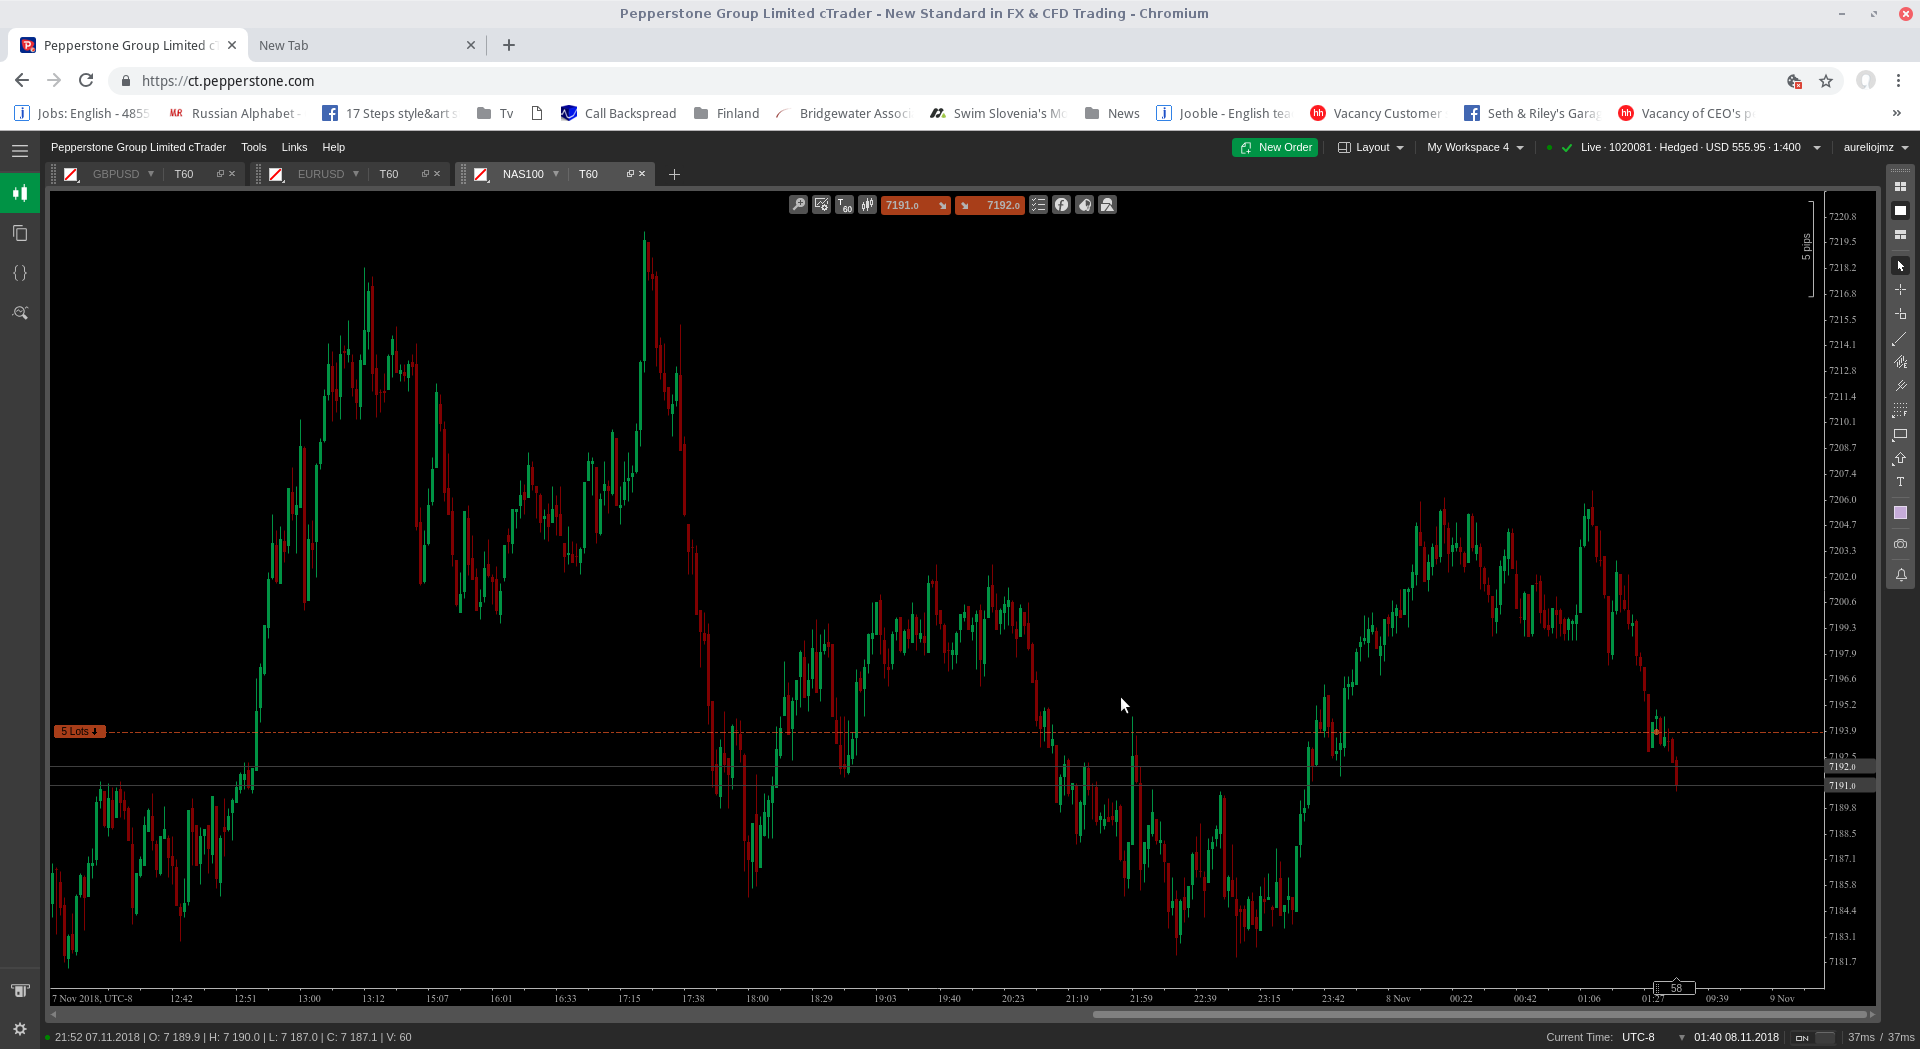 Pepperstone Group Limited cTrader - New Standard in FX & CFD Trading - Chromium
Pepperstone Group Limited cT
New Tab
https://ct.pepperstone.com
Jobs: English - 4855
Russian Alphabet -
17 Steps style&art s
Tv
Call Backspread
Finland
Bridgewater Assoc
Swim Slovenia's Mo
News
Jooble - English tea
Vacancy Customer
Seth & Riley's Garag
Vacancy of CEO's p
»
Pepperstone Group Limited cTrader Tools Links Help
New Order
Layout
My Workspace 4
Live · 1020081 · Hedged · USD 555.95 · 1:400
aureliojmz
GBPUSD T60
EURUSD T60
NAS100 T60
T60
7191.0
7192.0
5 pips
7220.8
7219.5
7218.2
7216.8
7215.5
7214.1
7212.8
7211.4
7210.1
7208.7
7207.4
7206.0
7204.7
7203.3
7202.0
7200.6
7199.3
7197.9
7196.6
7195.2
7193.9
7192.5
7192.0
7191.0
7189.8
7188.5
7187.1
7185.8
7184.4
7183.1
7181.7
5 Lots
58
7 Nov 2018, UTC-8 12:42 12:51 13:00 13:12 15:07 16:01 16:33 17:15 17:38 18:00 18:29 19:03 19:40 20:23 21:19 21:59 22:39 23:15 23:42 8 Nov 00:22 00:42 01:06 01:27 09:39 9 Nov
21:52 07.11.2018 | O: 7 189.9 | H: 7 190.0 | L: 7 187.0 | C: 7 187.1 | V: 60
Current Time: UTC-8
01:40 08.11.2018
ON
37ms / 37ms